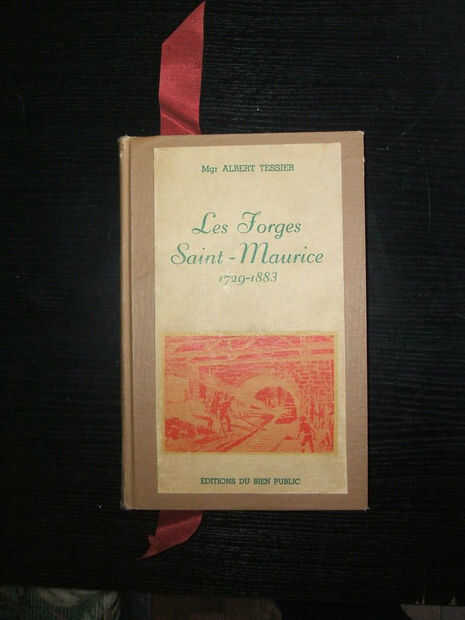 Mgr ALBERT TESSIER
Les Forges
Saint-Maurice
1729-1883
EDITIONS DU BIEN PUBLIC